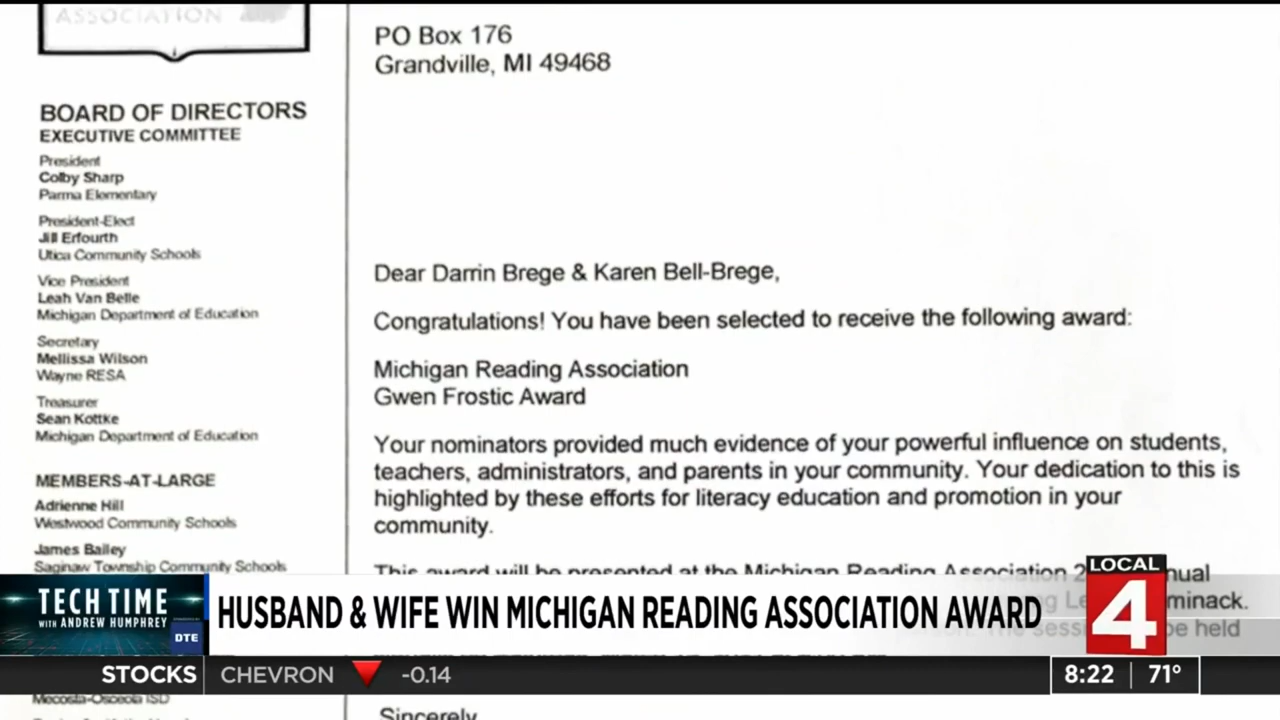 ASSOCIATION
BOARD OF DIRECTORS
EXECUTIVE COMMITTEE
President
Colby Sharp
Parma Elementary
President-Elect
Jill Erfourth
Utica Community Schools
Vice President
Leah Van Belle
Michigan Department of Education
Secretary
Mellissa Wilson
Wayne RESA
Treasurer
Sean Kottke
Michigan Department of Education
MEMBERS-AT-LARGE
Adrienne Hill
Westwood Community Schools
James Bailey
Saginaw Township Community Schools
Mecosta-Osceola ISD
PO Box 176
Grandville, MI 49468
Dear Darrin Brege & Karen Bell-Brege,
Congratulations! You have been selected to receive the following award:
Michigan Reading Association
Gwen Frostic Award
Your nominators provided much evidence of your powerful influence on students,
teachers, administrators, and parents in your community. Your dedication to this is
highlighted by these efforts for literacy education and promotion in your
community.
This award will be presented at the Michigan Reading Association
be held
Sincerely
TECH TIME
WITH ANDREW HUMPHREY
DTE
HUSBAND & WIFE WIN MICHIGAN READING ASSOCIATION AWARD
LOCAL
4
STOCKS CHEVRON -0.14
8:22 71°